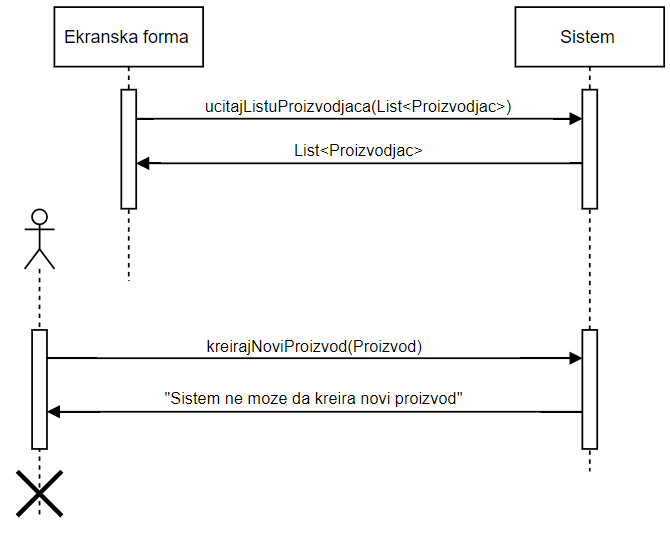 Ekranska forma
Sistem
ucitajListuProizvodjaca(List<Proizvodjac>)
List<Proizvodjac>
kreirajNoviProizvod(Proizvod)
"Sistem ne moze da kreira novi proizvod"